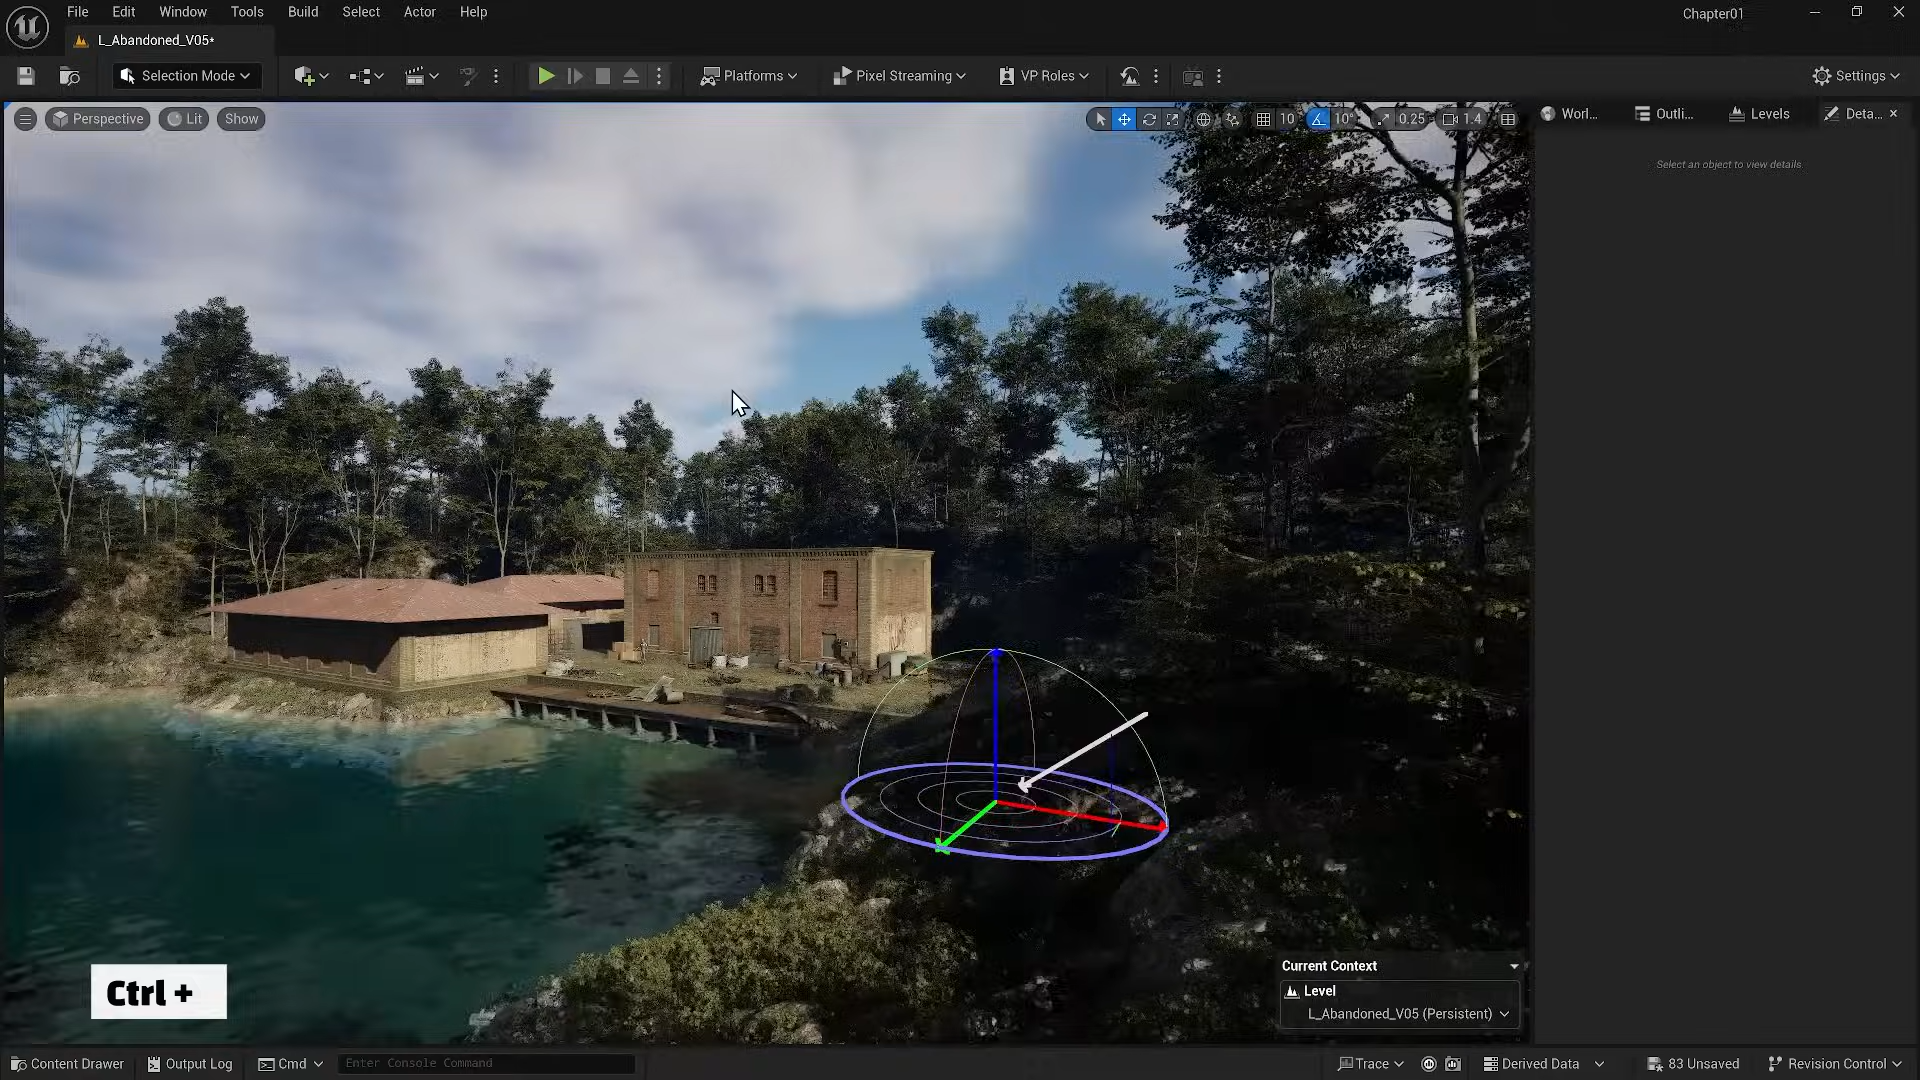 File Edit Window Tools Build Select Actor Help
Chapter01
L_Abandoned_V05*
Selection Mode
Platforms
Pixel Streaming
VP Roles
Settings
Perspective
Lit
Show
10
10°
0.25
1.4
Worl...
Outli...
Levels
Deta...
Select an object to view details.
Ctrl +
Current Context
Level
L_Abandoned_V05 (Persistent)
Content Drawer
Output Log
Cmd
Enter Console Command
Trace
Derived Data
83 Unsaved
Revision Control